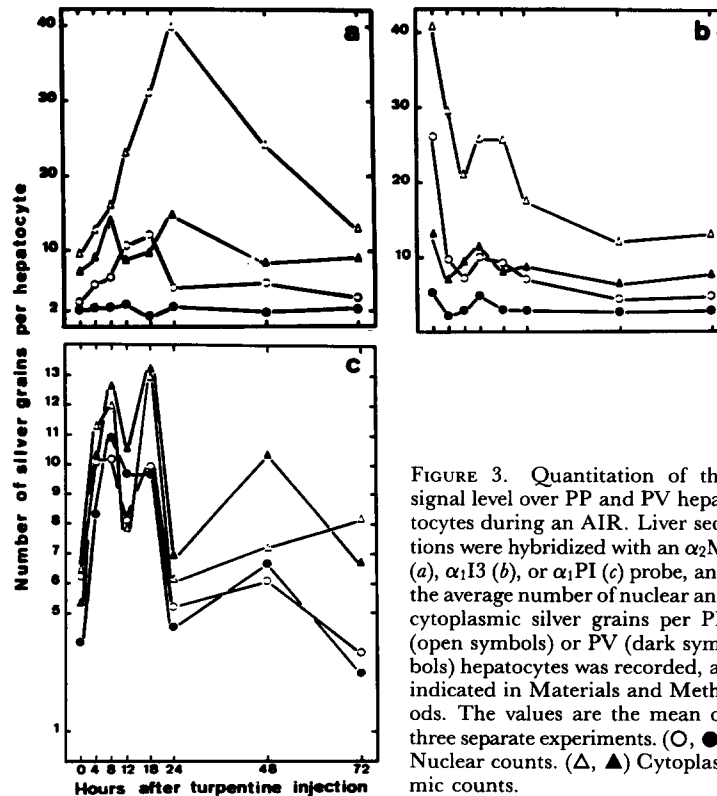 40
30
20
10
2
a
40
30
20
10
b
Number of silver grains per hepatocyte
13
12
11
10
9
8
7
6
5
1
c
0 4 8 12 18 24 48 72
Hours after turpentine injection
FIGURE 3. Quantitation of the
signal level over PP and PV hepa
tocytes during an AIR. Liver sec
tions were hybridized with an α₂M
(a), α₁I3 (b), or α₁PI (c) probe, an
the average number of nuclear an
cytoplasmic silver grains per P
(open symbols) or PV (dark sym
bols) hepatocytes was recorded, a
indicated in Materials and Meth
ods. The values are the mean o
three separate experiments. (○, ●
Nuclear counts. (△, ▲) Cytoplas
mic counts.